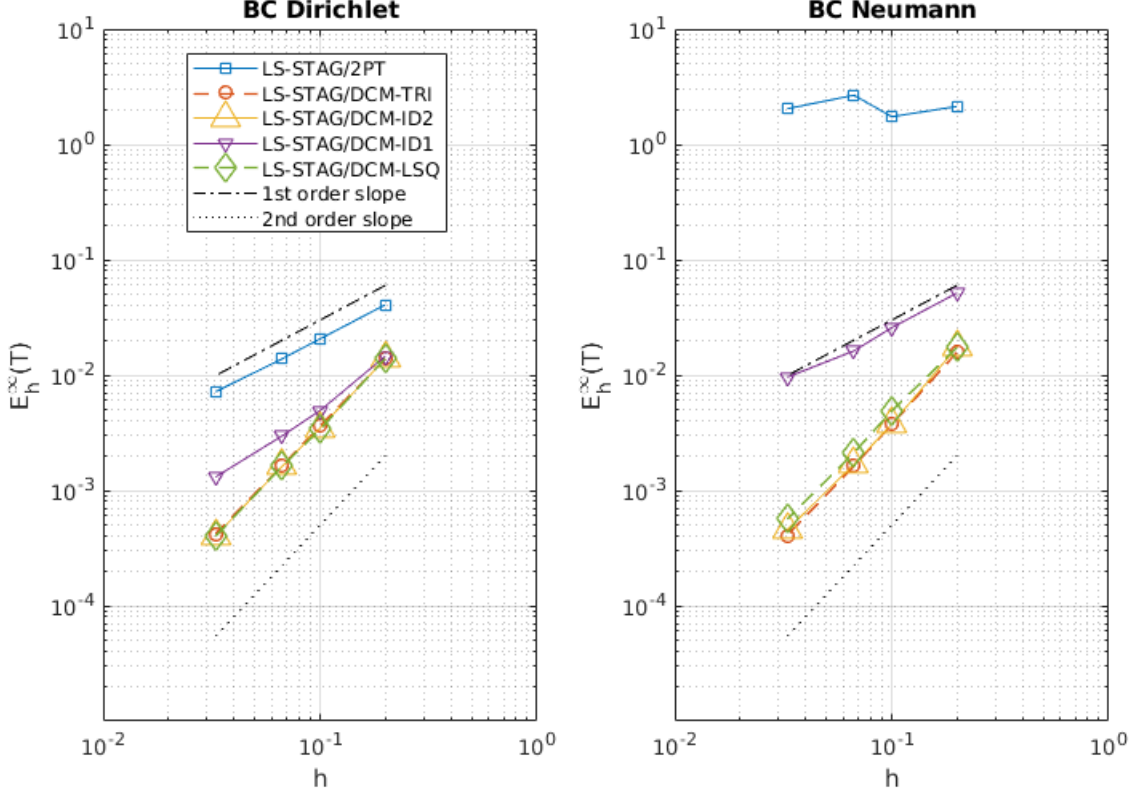 BC Dirichlet
10^1
10^0
10^-1
10^-2
10^-3
10^-4
E_h^∞(T)
LS-STAG/2PT
LS-STAG/DCM-TRI
LS-STAG/DCM-ID2
LS-STAG/DCM-ID1
LS-STAG/DCM-LSQ
1st order slope
2nd order slope
10^-2
10^-1
10^0
h
BC Neumann
10^1
10^0
10^-1
10^-2
10^-3
10^-4
E_h^∞(T)
10^-2
10^-1
10^0
h